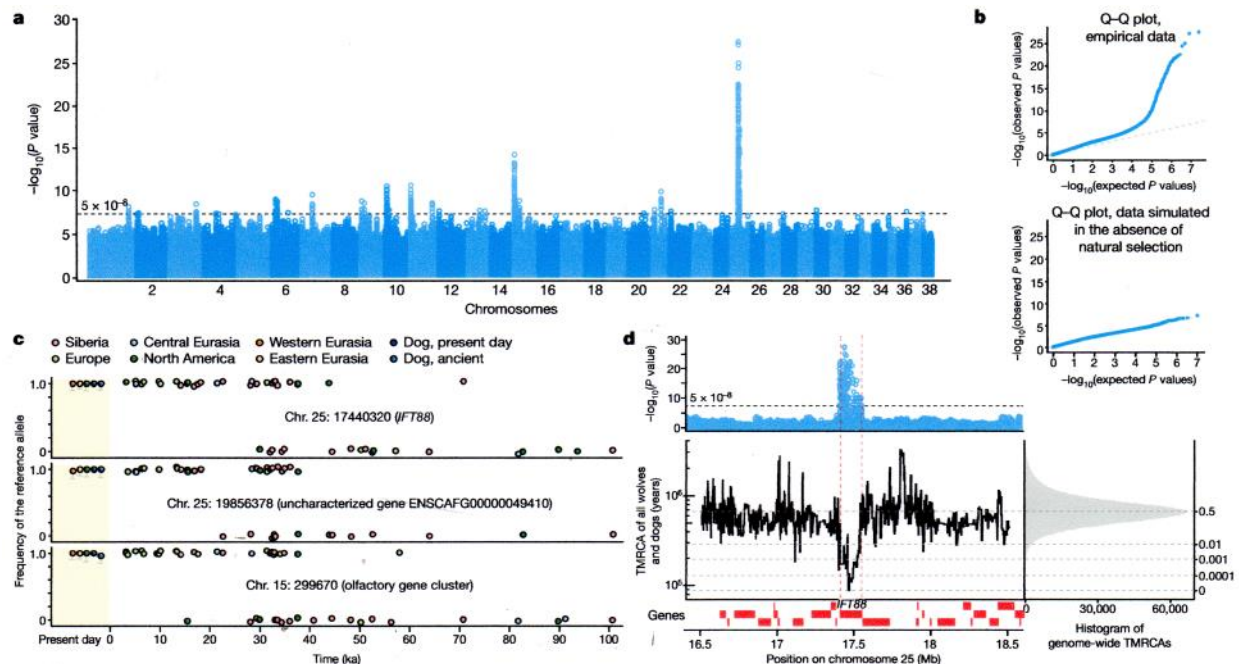 a
30
25
20
15
10
5
0
–log₁₀(P value)
5 × 10⁻⁸
2 4 6 8 10 12 14 16 18 20 22 24 26 28 30 32 34 36 38
Chromosomes
b
Q–Q plot,
empirical data
25
20
15
10
5
0
–log₁₀(observed P values)
0 1 2 3 4 5 6 7
–log₁₀(expected P values)
Q–Q plot, data simulated
in the absence of
natural selection
25
20
15
10
5
0
–log₁₀(observed P values)
0 1 2 3 4 5 6 7
–log₁₀(expected P values)
c
Siberia Central Eurasia Western Eurasia Dog, present day
Europe North America Eastern Eurasia Dog, ancient
Frequency of the reference allele
1.0
Chr. 25: 17440320 (IFT88)
0
1.0
Chr. 25: 19856378 (uncharacterized gene ENSCAFG00000049410)
0
1.0
Chr. 15: 299670 (olfactory gene cluster)
0
Present day 0 10 20 30 40 50 60 70 80 90 100
Time (ka)
d
30
25
20
15
10
5
0
–log₁₀(P value)
5 × 10⁻⁸
TMRCA of all wolves
and dogs (years)
10⁶
10⁵
0.5
0.01
0.001
0.0001
0
IFT88
Genes
16.5 17 17.5 18 18.5
Position on chromosome 25 (Mb)
0 30,000 60,000
Histogram of
genome-wide TMRCAs